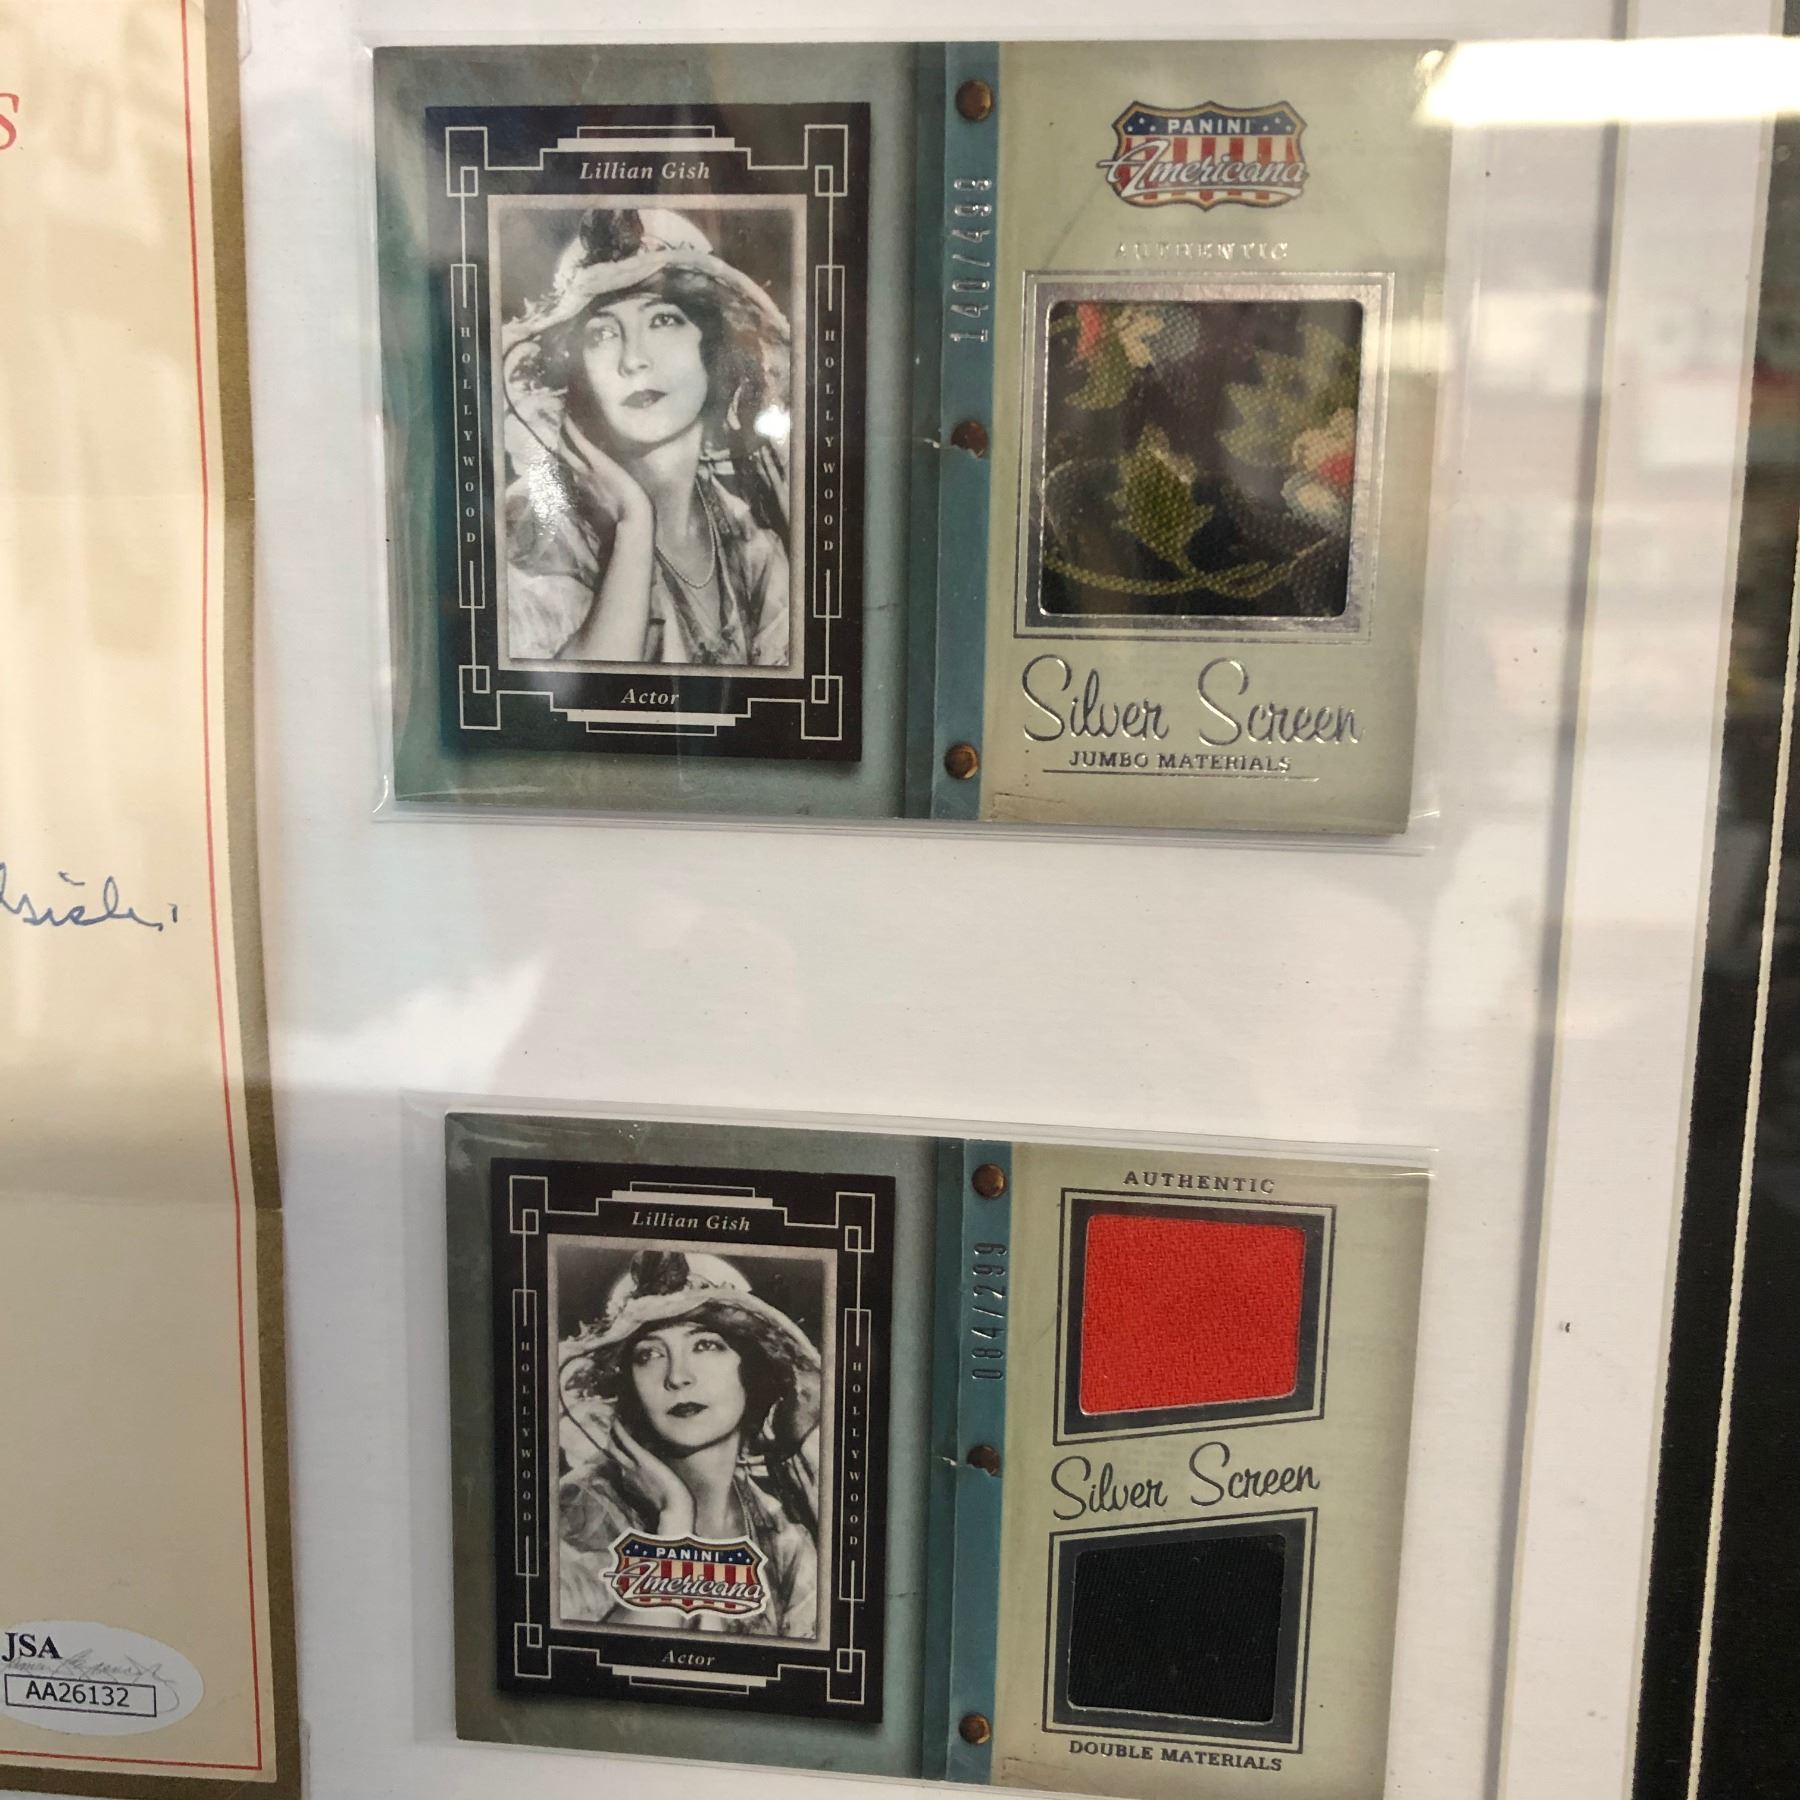 S
Lillian Gish
HOLLYWOOD
HOLLYWOOD
Actor
140/499
PANINI
Americana
AUTHENTIC
Silver Screen
JUMBO MATERIALS
Lillian Gish
HOLLYWOOD
HOLLYWOOD
PANINI
Americana
Actor
084/299
AUTHENTIC
Silver Screen
DOUBLE MATERIALS
JSA
AA26132